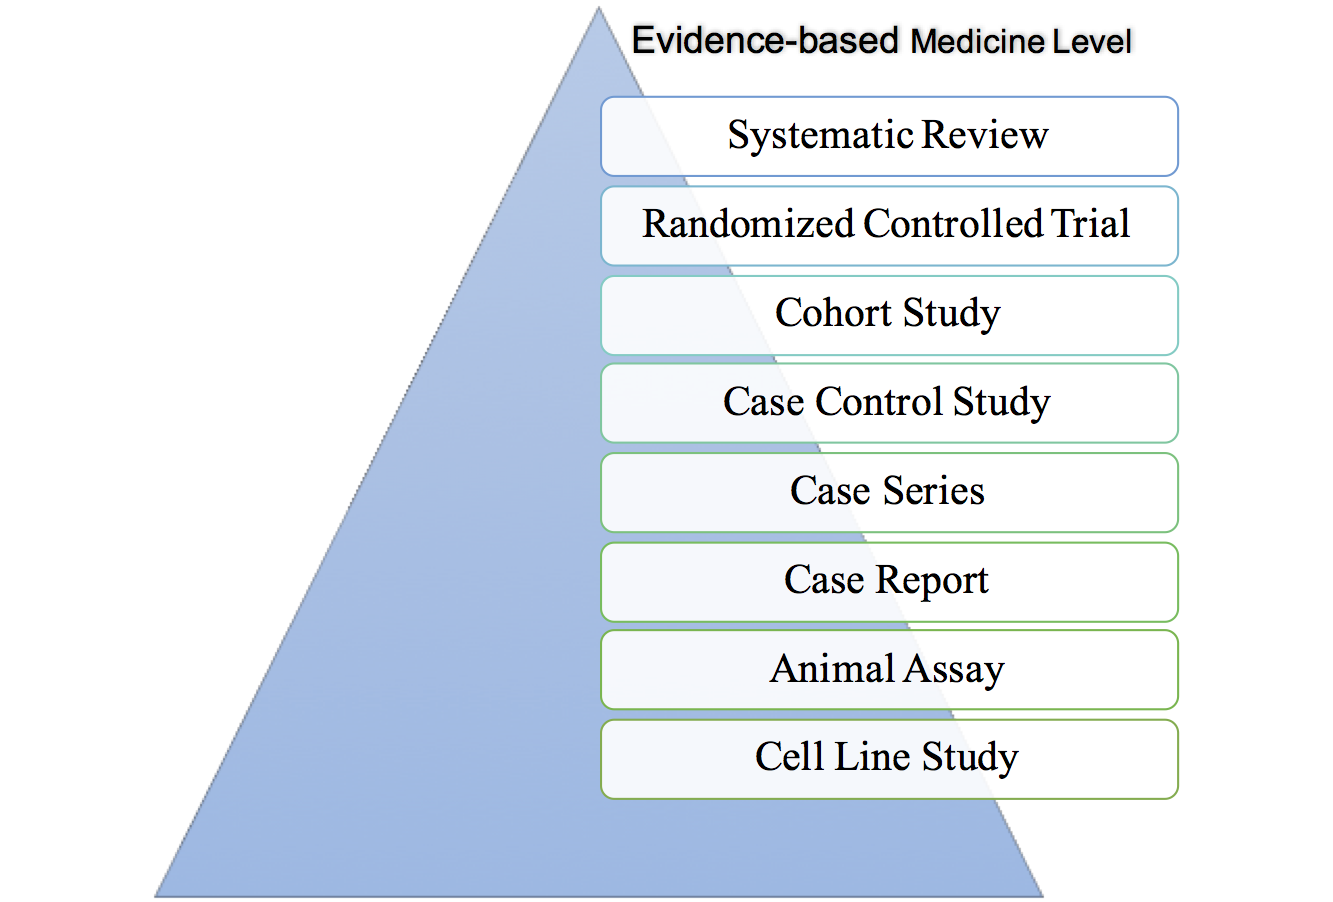 Evidence-based Medicine Level
Systematic Review
Randomized Controlled Trial
Cohort Study
Case Control Study
Case Series
Case Report
Animal Assay
Cell Line Study